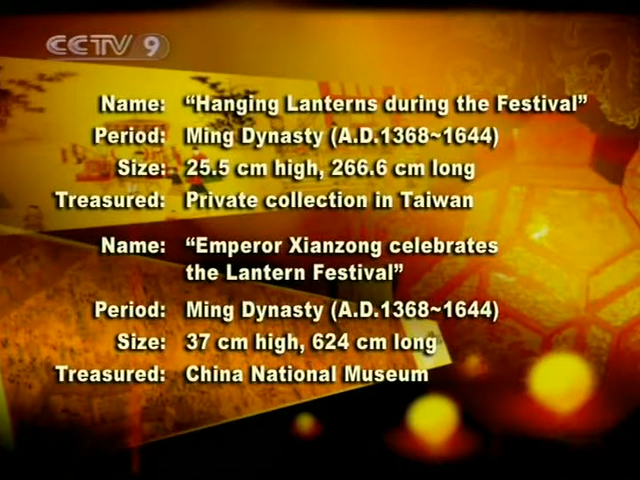 CCTV 9
Name: “Hanging Lanterns during the Festival”
Period: Ming Dynasty (A.D.1368~1644)
Size: 25.5 cm high, 266.6 cm long
Treasured: Private collection in Taiwan
Name: “Emperor Xianzong celebrates
the Lantern Festival”
Period: Ming Dynasty (A.D.1368~1644)
Size: 37 cm high, 624 cm long
Treasured: China National Museum